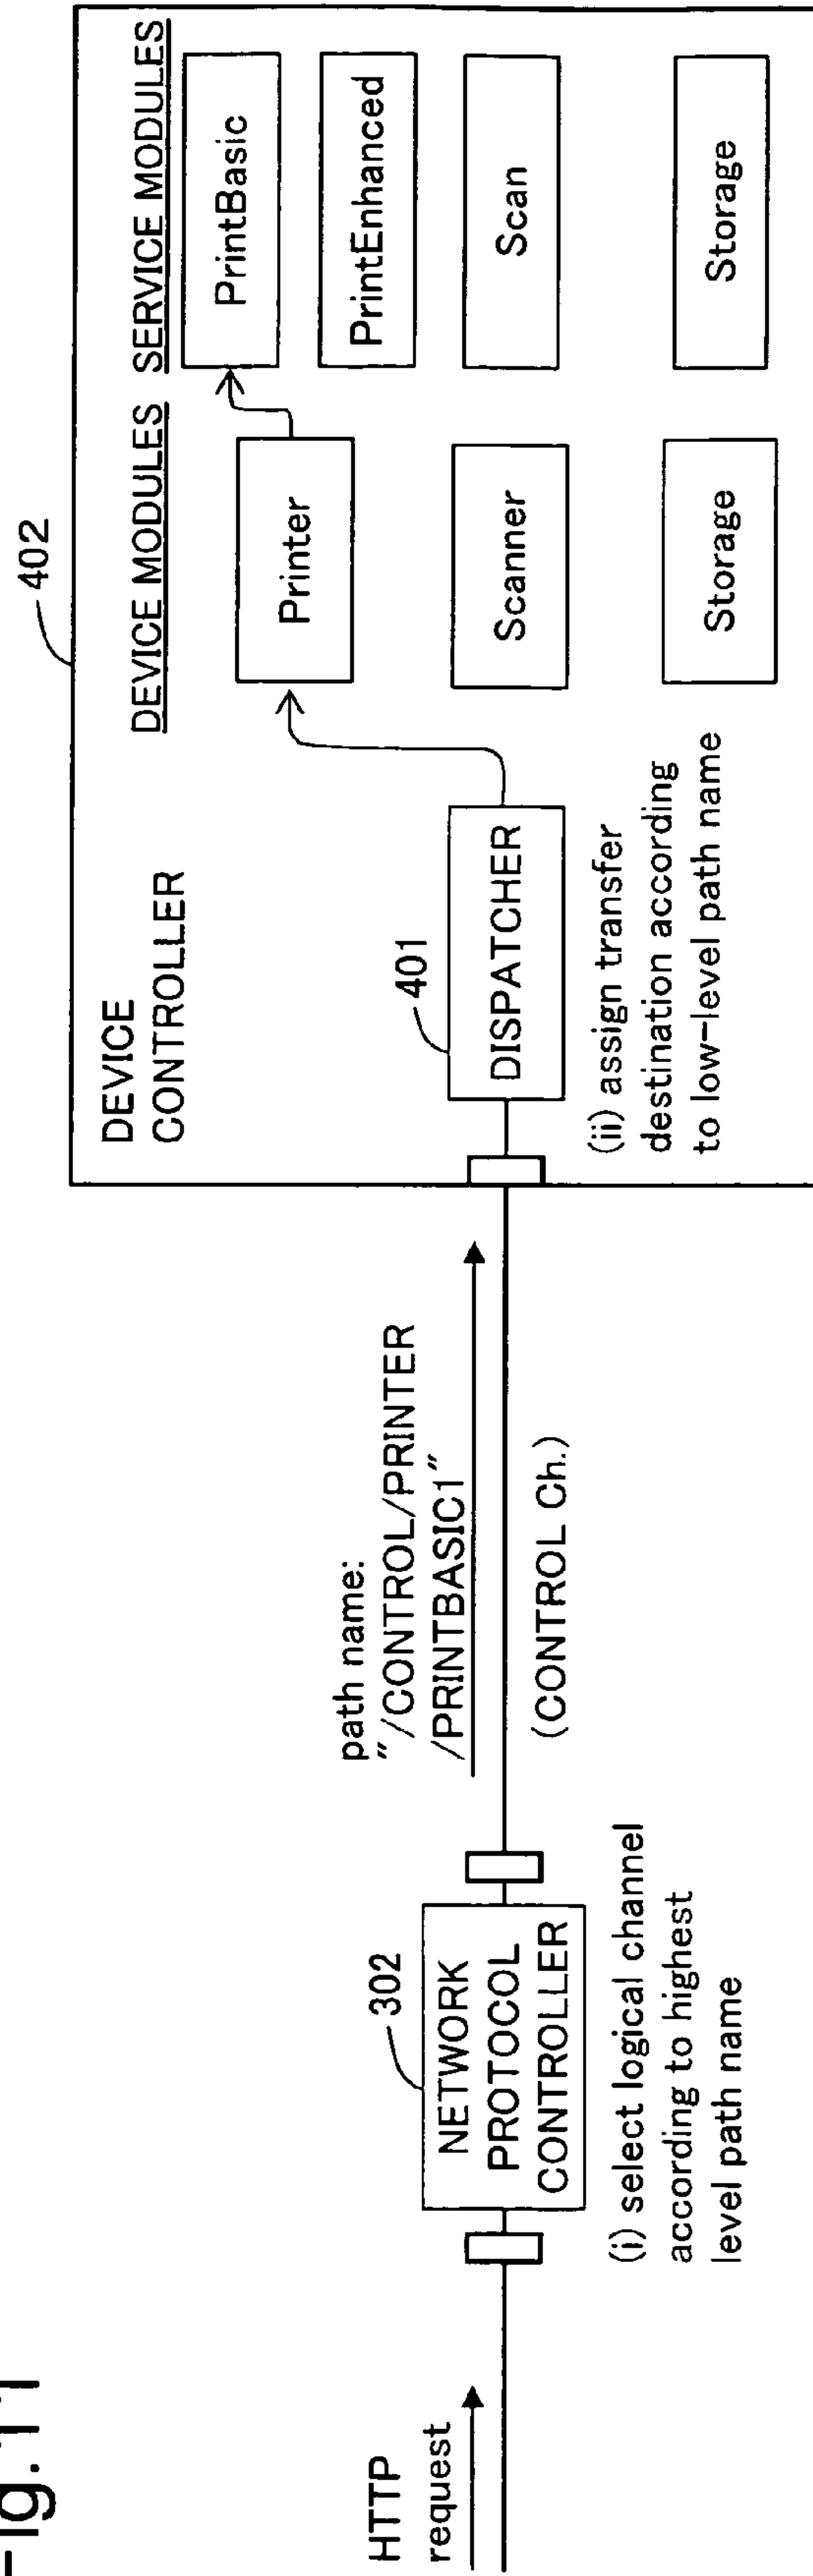 Fig.11
HTTP
request
302
NETWORK
PROTOCOL
CONTROLLER
(i) select logical channel
according to highest
level path name
path name:
"/CONTROL/PRINTER
/PRINTBASIC1"
(CONTROL Ch.)
402
DEVICE
CONTROLLER
401
DISPATCHER
(ii) assign transfer
destination according
to low-level path name
DEVICE MODULES
Printer
Scanner
Storage
SERVICE MODULES
PrintBasic
PrintEnhanced
Scan
Storage